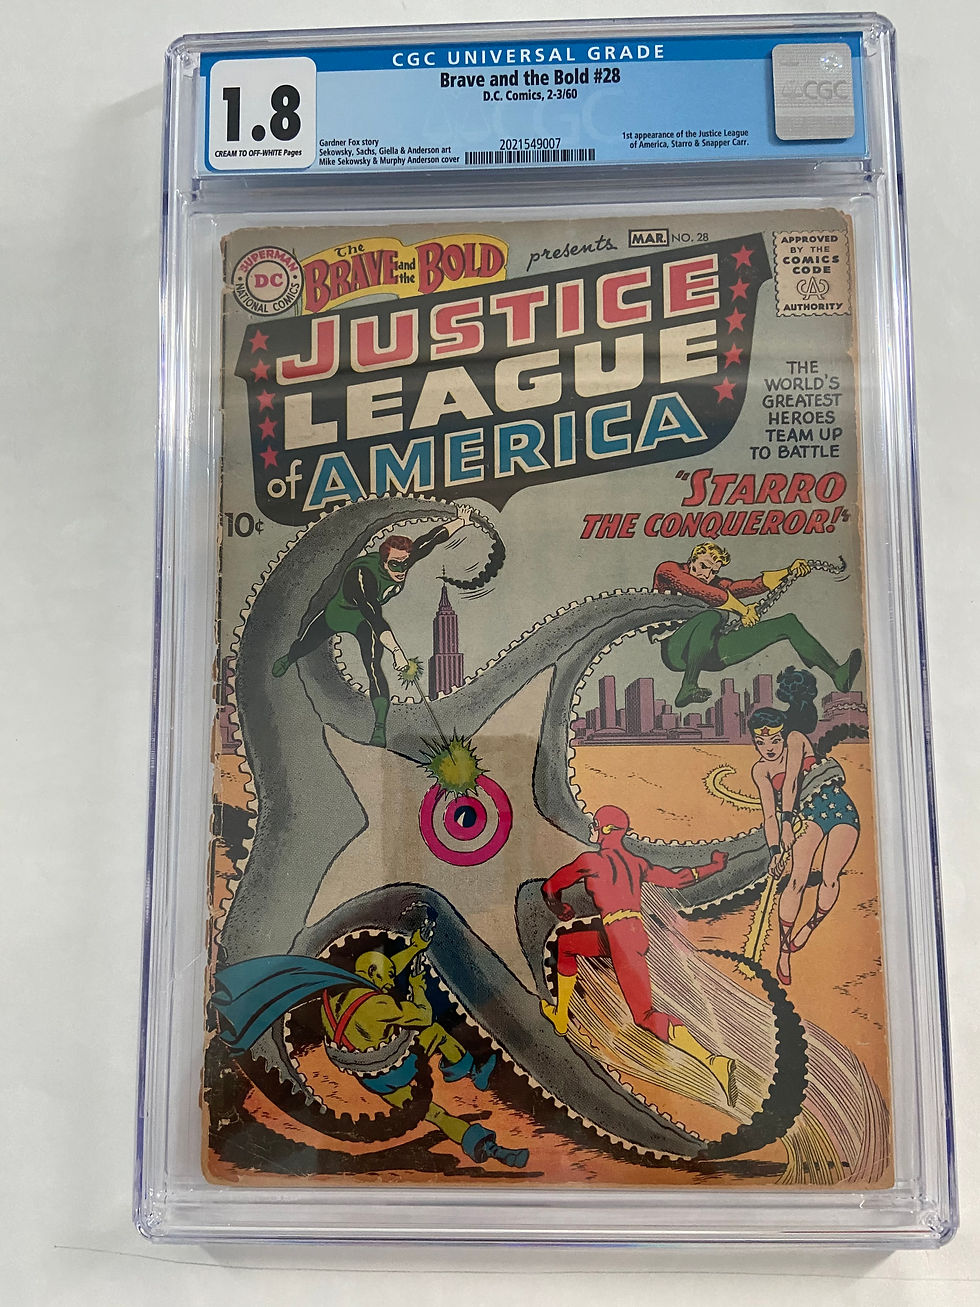 CGC UNIVERSAL GRADE
1.8
CREAM TO OFF-WHITE Pages
Brave and the Bold #28
D.C. Comics, 2-3/60
Gardner Fox story
Sekowsky, Sachs, Giella & Anderson art
Mike Sekowsky & Murphy Anderson cover
2021549007
1st appearance of the Justice League
of America, Starro & Snapper Carr.
CGC
SUPERMAN
DC
NATIONAL COMICS
The
BRAVE and the BOLD
presents
MAR. NO. 28
APPROVED
BY THE
COMICS
CODE
CA
AUTHORITY
JUSTICE
LEAGUE
of AMERICA
THE
WORLD'S
GREATEST
HEROES
TEAM UP
TO BATTLE
"STARRO
THE CONQUEROR!"
10¢